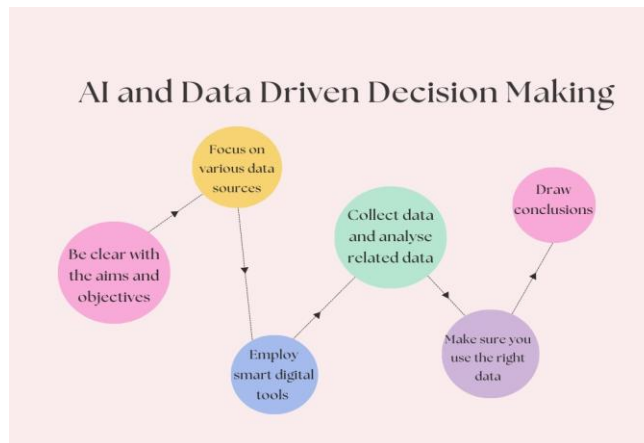 AI and Data Driven Decision Making
Be clear with
the aims and
objectives
Focus on
various data
sources
Employ
smart digital
tools
Collect data
and analyse
related data
Make sure you
use the right
data
Draw
conclusions